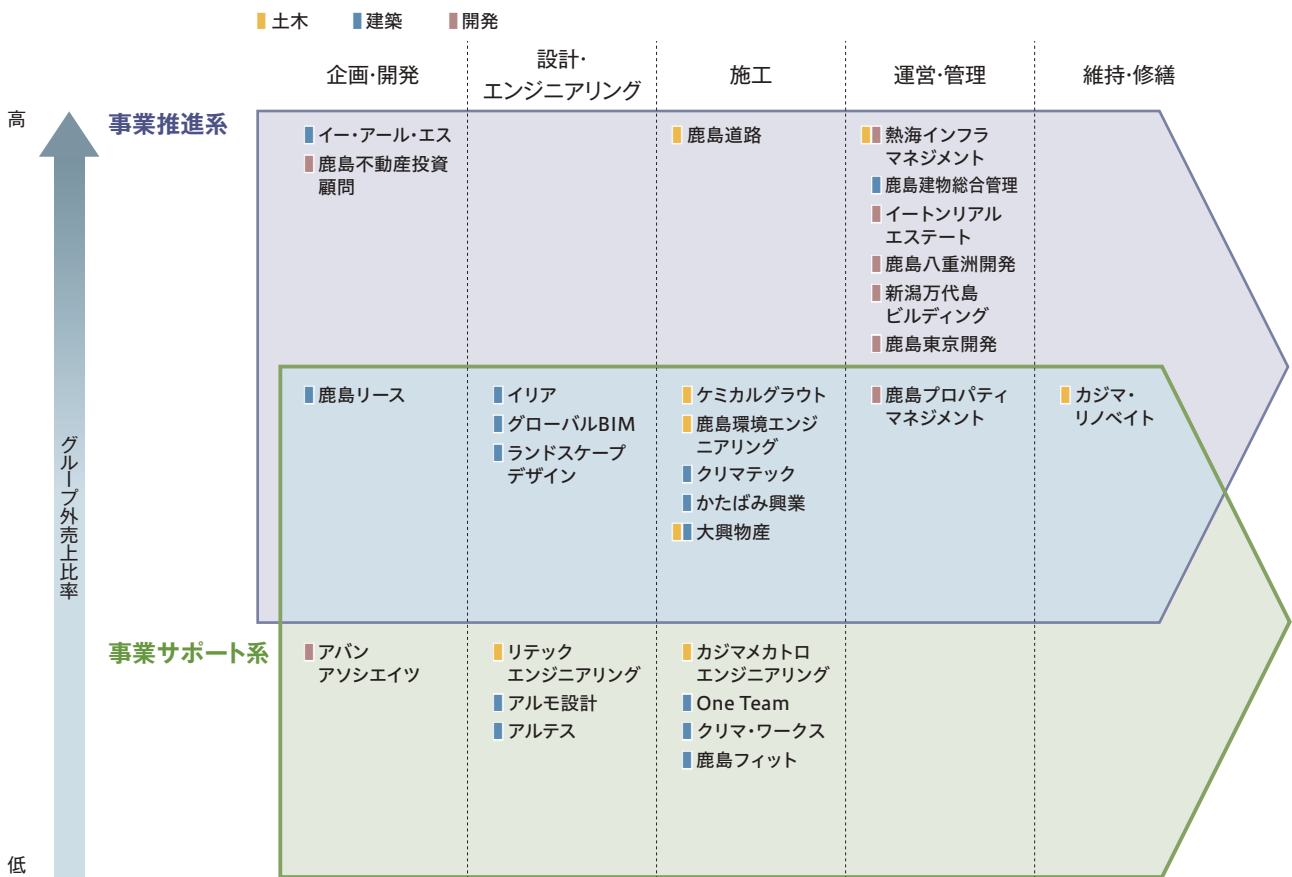 土木 建築 開発
企画・開発
設計・
エンジニアリング
施工
運営・管理
維持・修繕
高
グループ外売上比率
低
事業推進系
イー・アール・エス
鹿島不動産投資
顧問
鹿島道路
熱海インフラ
マネジメント
鹿島建物総合管理
イートンリアル
エステート
鹿島八重洲開発
新潟万代島
ビルディング
鹿島東京開発
鹿島リース
イリア
グローバルBIM
ランドスケープ
デザイン
ケミカルグラウト
鹿島環境エンジ
ニアリング
クリマテック
かたばみ興業
大興物産
鹿島プロパティ
マネジメント
カジマ・
リノベイト
事業サポート系
アバン
アソシエイツ
リテック
エンジニアリング
アルモ設計
アルテス
カジマメカトロ
エンジニアリング
One Team
クリマ・ワークス
鹿島フィット